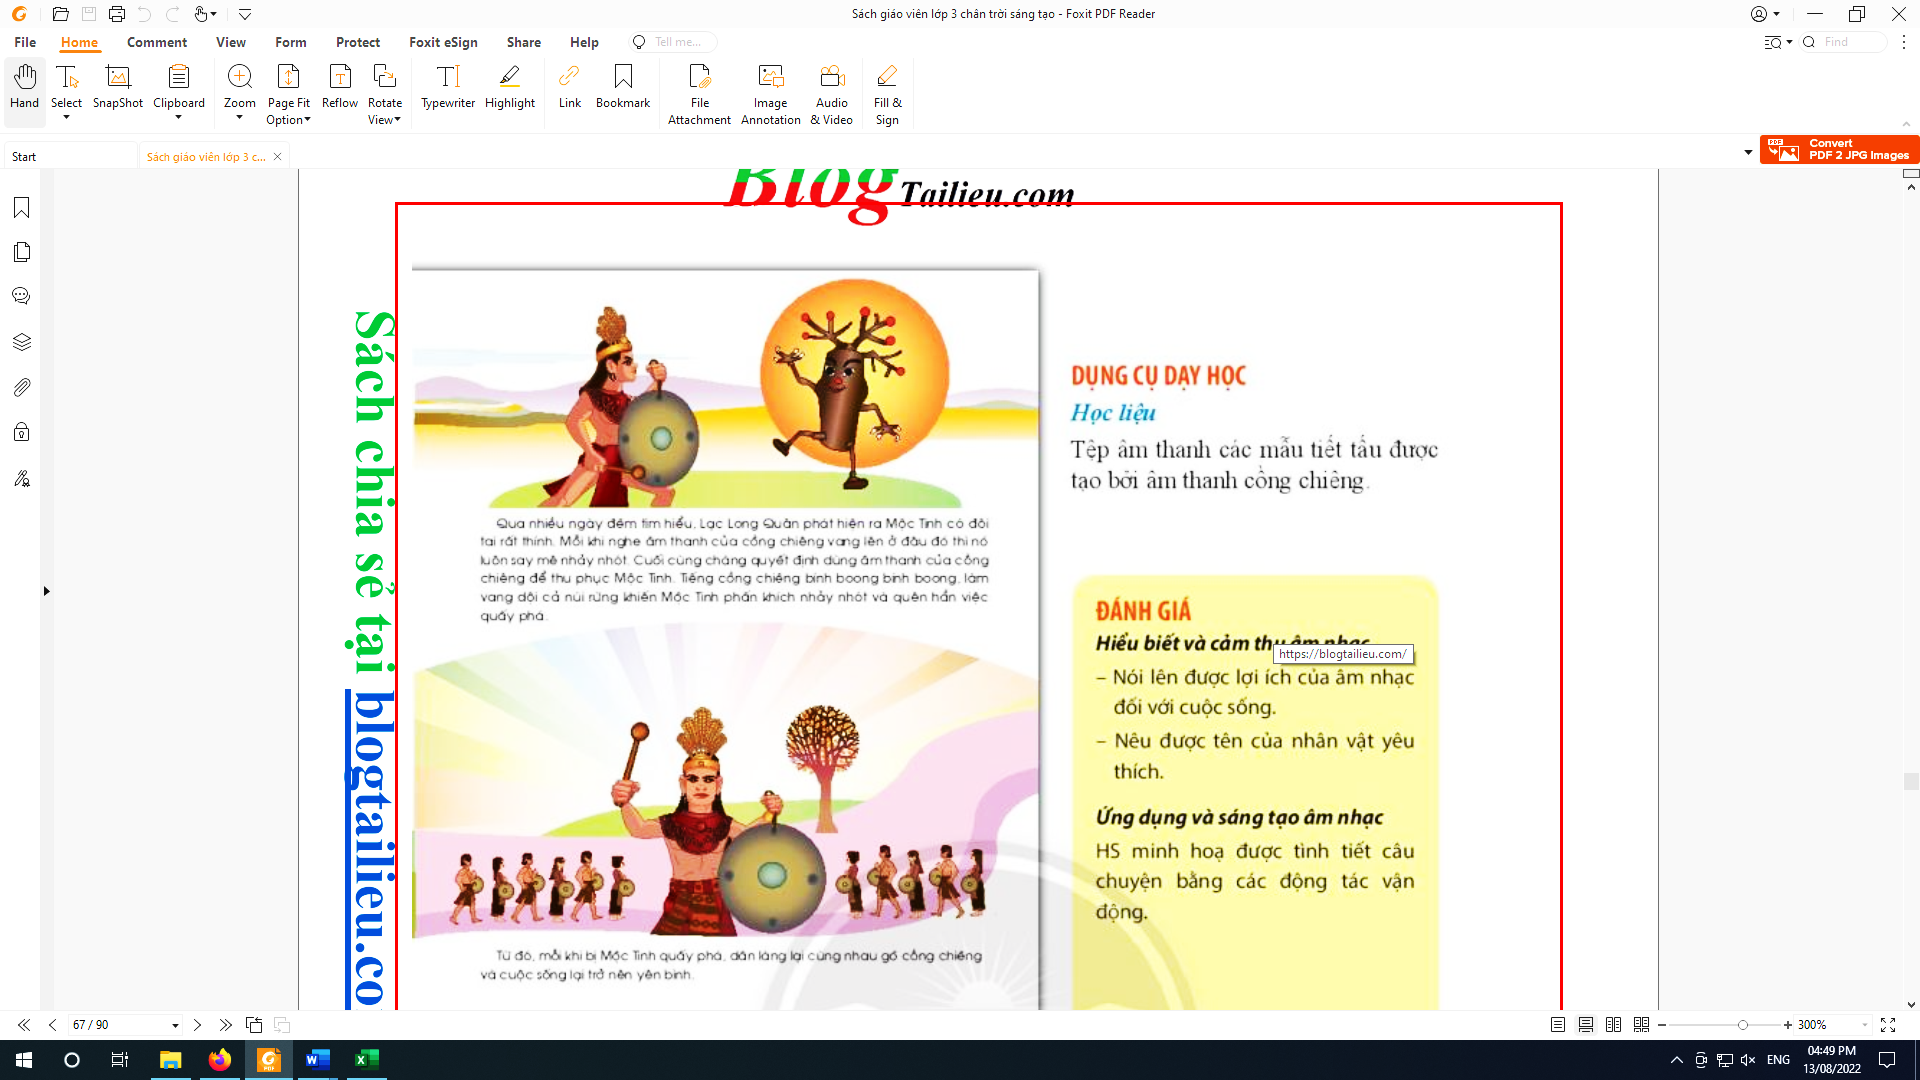 Sách giáo viên lớp 3 chân trời sáng tạo - Foxit PDF Reader
File Home Comment View Form Protect Foxit eSign Share Help Tell me... Find
Hand Select SnapShot Clipboard Zoom Page Fit Option Reflow Rotate View Typewriter Highlight Link Bookmark File Attachment Image Annotation Audio & Video Fill & Sign
Start Sách giáo viên lớp 3 c...
Convert
PDF 2 JPG Images
Blog Tailieu.com
Sách chia sẻ tại blogtailieu.co
Qua nhiều ngày đêm tìm hiểu, Lạc Long Quân phát hiện ra Mộc Tinh có đôi
tai rất thính. Mỗi khi nghe âm thanh của cồng chiêng vang lên ở đâu đó thì nó
luôn say mê nhảy nhót. Cuối cùng chàng quyết định dùng âm thanh của cồng
chiêng để thu phục Mộc Tinh. Tiếng cồng chiêng bính boong bính boong, làm
vang dội cả núi rừng khiến Mộc Tinh phấn khích nhảy nhót và quên hẳn việc
quấy phá.
Từ đó, mỗi khi bị Mộc Tinh quấy phá, dân làng lại cùng nhau gõ cồng chiêng
và cuộc sống lại trở nên yên bình.
DỤNG CỤ DẠY HỌC
Học liệu
Tệp âm thanh các mẫu tiết tấu được
tạo bởi âm thanh cồng chiêng.
ĐÁNH GIÁ
Hiểu biết và cảm thụ âm nhạc
https://blogtailieu.com/
– Nói lên được lợi ích của âm nhạc
đối với cuộc sống.
– Nêu được tên của nhân vật yêu
thích.
Ứng dụng và sáng tạo âm nhạc
HS minh hoạ được tình tiết câu
chuyện bằng các động tác vận
động.
67 / 90
300%
ENG
04:49 PM
13/08/2022